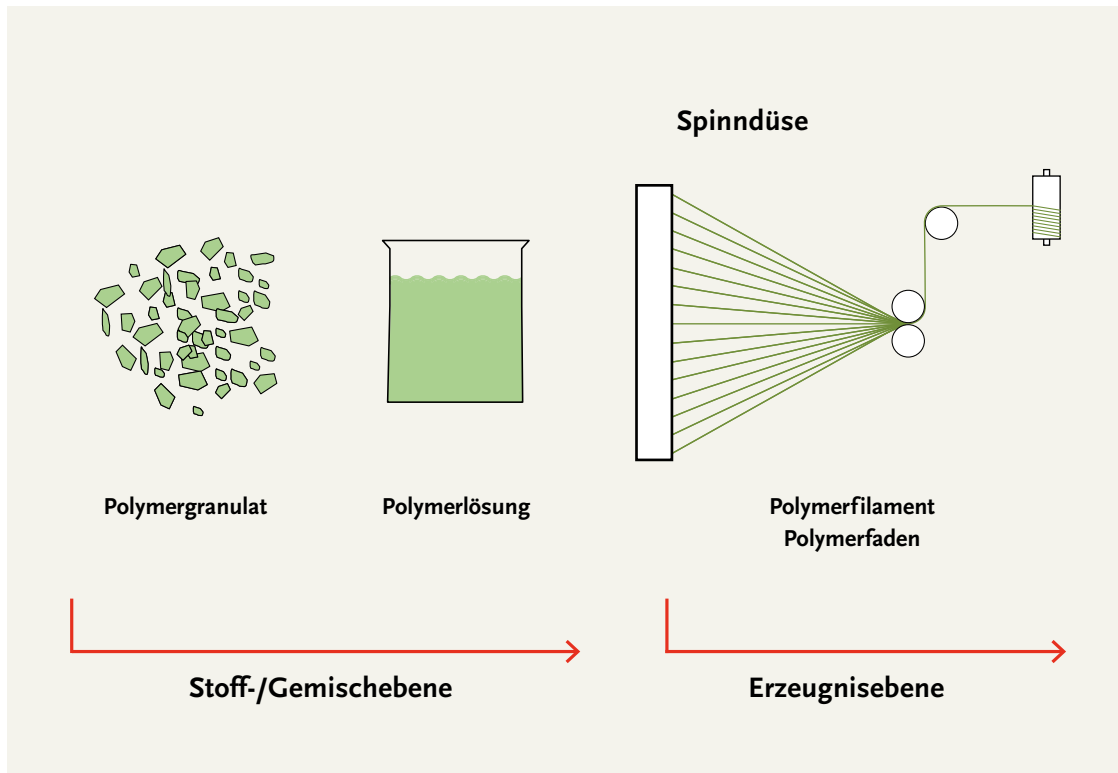 Spinndüse
Polymergranulat
Polymerlösung
Polymerfilament
Polymerfaden
Stoff-/Gemischebene
Erzeugnisebene